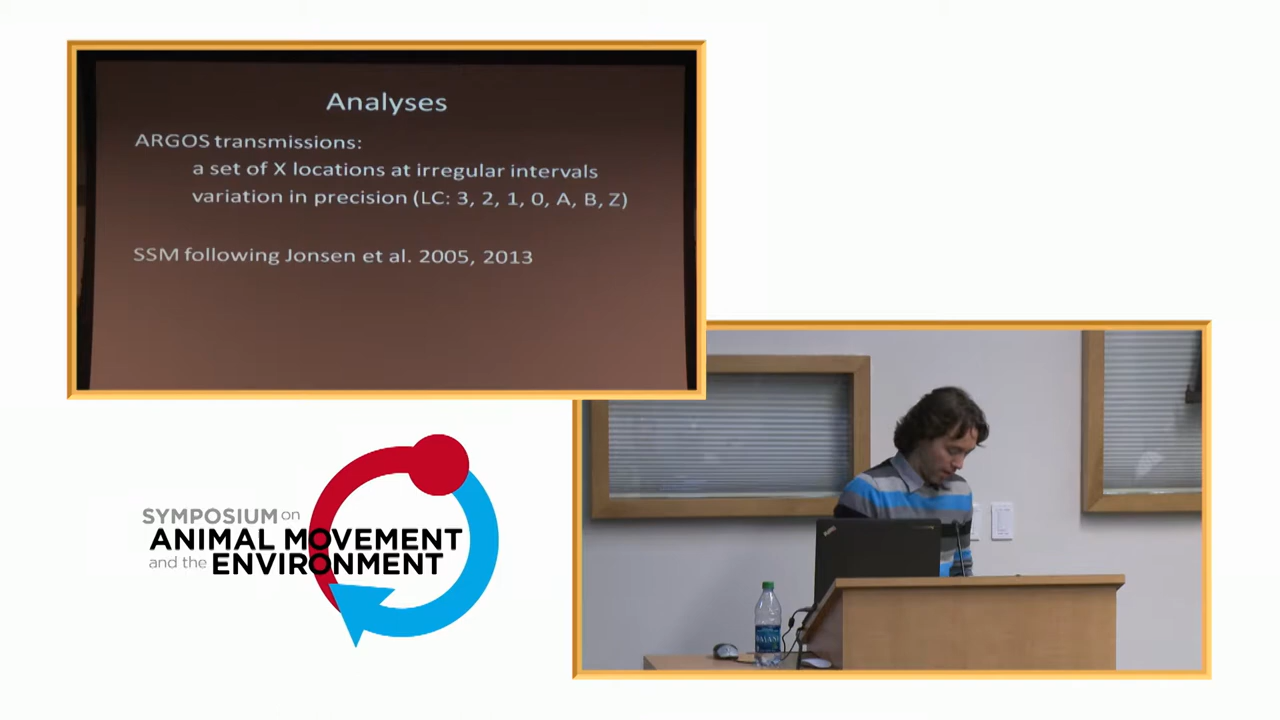 Analyses
ARGOS transmissions:
a set of X locations at irregular intervals
variation in precision (LC: 3, 2, 1, 0, A, B, Z)
SSM following Jonsen et al. 2005, 2013
SYMPOSIUM on
ANIMAL MOVEMENT
and the ENVIRONMENT
DASANI